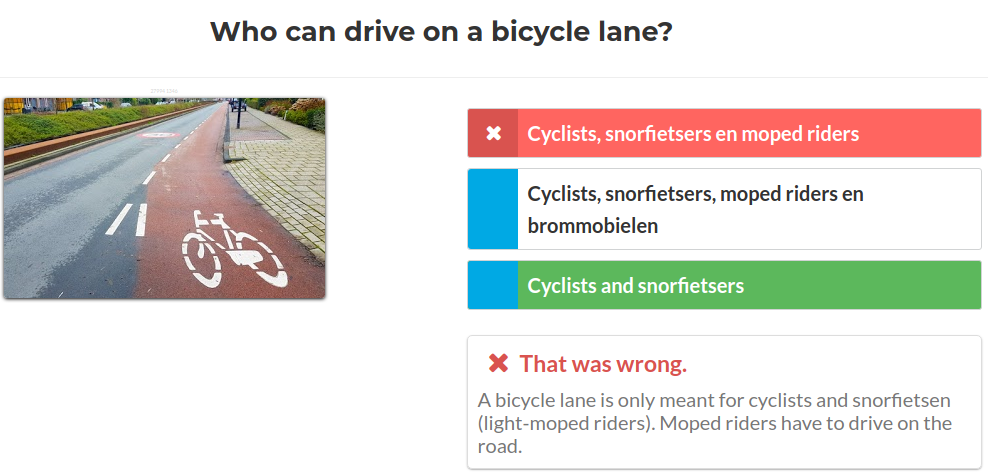 Who can drive on a bicycle lane?
Cyclists, snorfietsers en moped riders
Cyclists, snorfietsers, moped riders en
brommobielen
Cyclists and snorfietsers
That was wrong.
A bicycle lane is only meant for cyclists and snorfietsen
(light-moped riders). Moped riders have to drive on the
road.